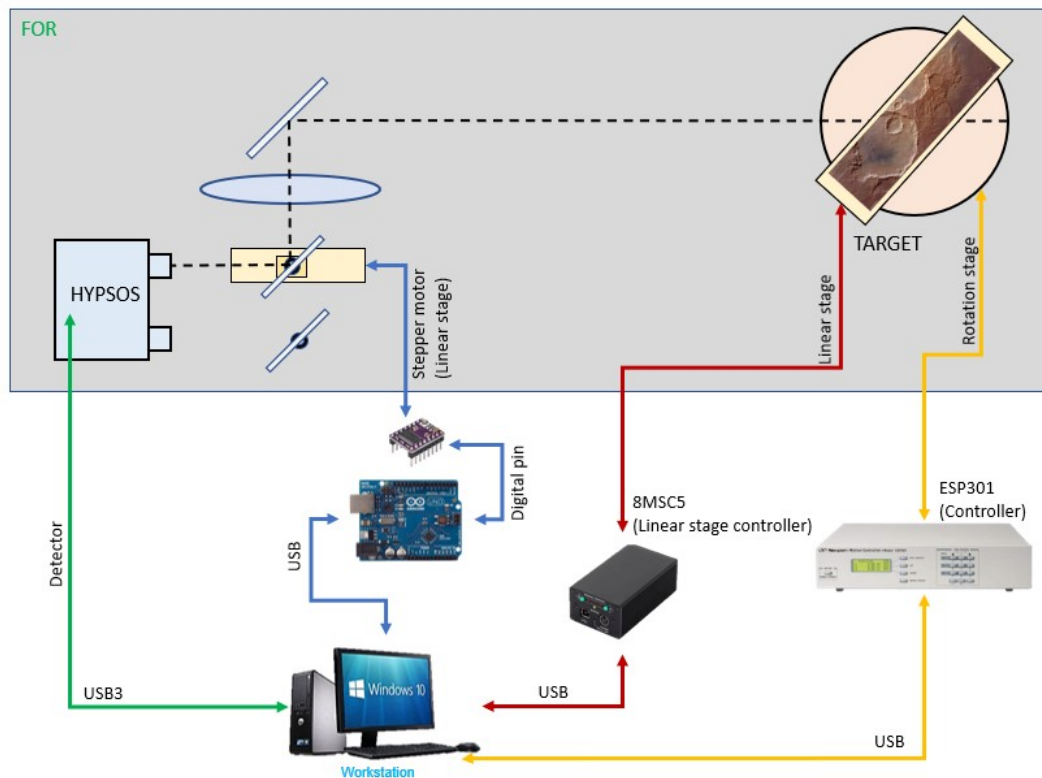 FOR
HYPSOS
TARGET
Stepper motor
(Linear stage)
Linear stage
Rotation stage
Detector
USB
Digital pin
8MSC5
(Linear stage controller)
ESP301
(Controller)
Newport
Windows 10
USB3
USB
USB
Workstation